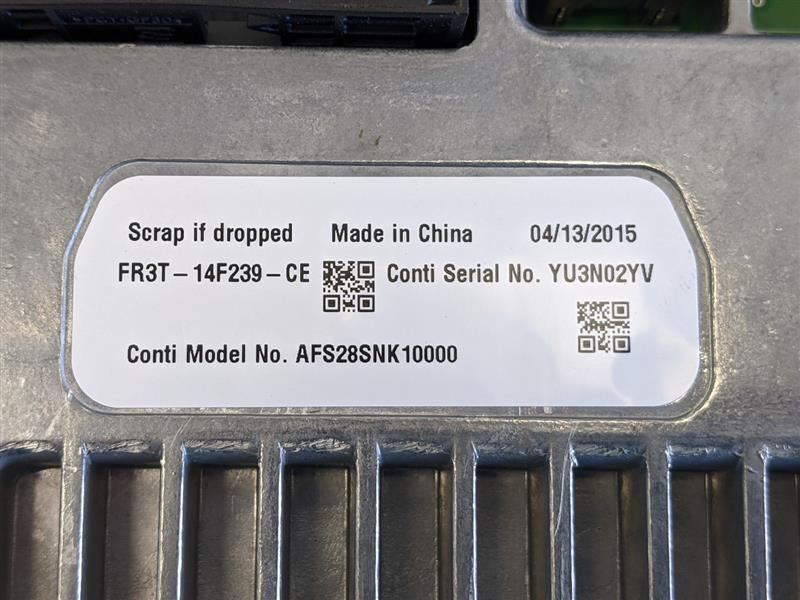 Scrap if dropped Made in China 04/13/2015
FR3T-14F239-CE Conti Serial No. YU3N02YV
Conti Model No. AFS28SNK10000